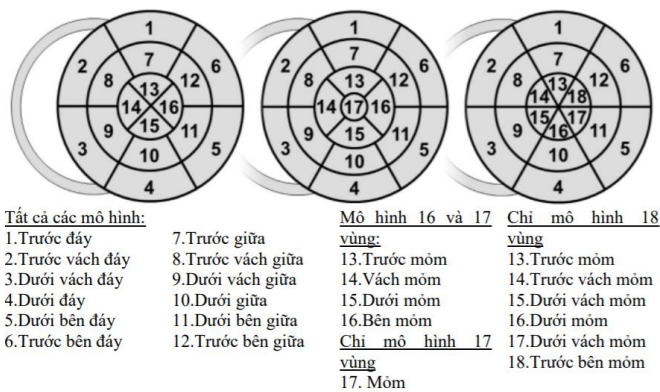 1
2
6
7
8
12
13
14
16
15
9
11
10
3
5
4
1
2
6
7
8
12
13
14
17
16
15
9
11
10
3
5
4
1
2
6
7
8
12
13
14
18
15
17
16
9
11
10
3
5
4
Tất cả các mô hình:
1.Trước đáy
2.Trước vách đáy
3.Dưới vách đáy
4.Dưới đáy
5.Dưới bên đáy
6.Trước bên đáy
7.Trước giữa
8.Trước vách giữa
9.Dưới vách giữa
10.Dưới giữa
11.Dưới bên giữa
12.Trước bên giữa
Mô hình 16 và 17
vùng:
13.Trước mỏm
14.Vách mỏm
15.Dưới mỏm
16.Bên mỏm
Chỉ mô hình 17
vùng
17. Mỏm
Chỉ mô hình 18
vùng
13.Trước mỏm
14.Trước vách mỏm
15.Dưới vách mỏm
16.Dưới mỏm
17.Dưới vách mỏm
18.Trước bên mỏm